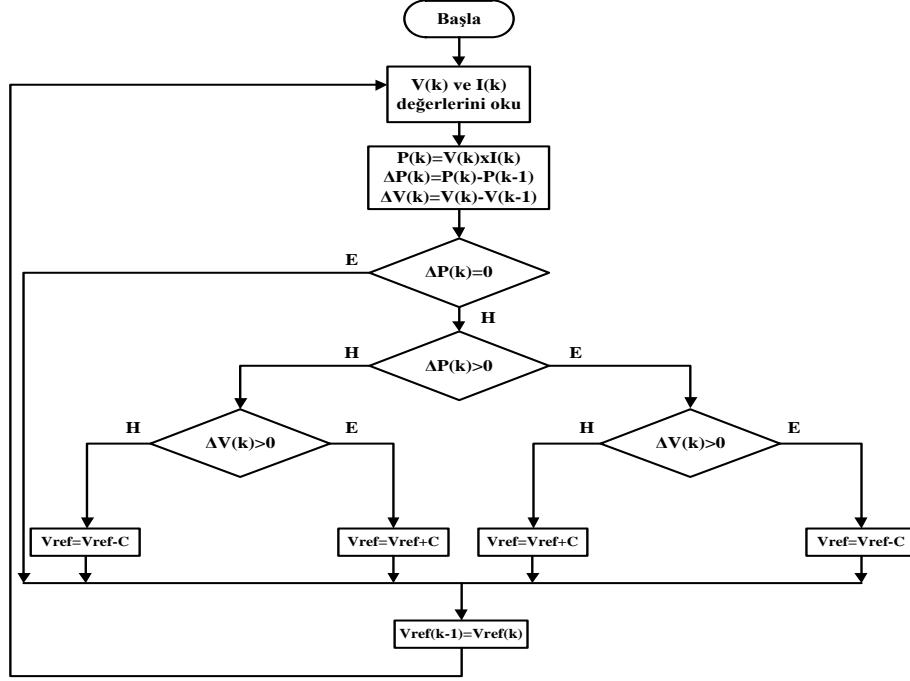 Başla
V(k) ve I(k)
değerlerini oku
P(k)=V(k)xI(k)
ΔP(k)=P(k)-P(k-1)
ΔV(k)=V(k)-V(k-1)
E
ΔP(k)=0
H
H
ΔP(k)>0
E
H
ΔV(k)>0
E
H
ΔV(k)>0
E
Vref=Vref-C
Vref=Vref+C
Vref=Vref+C
Vref=Vref-C
Vref(k-1)=Vref(k)